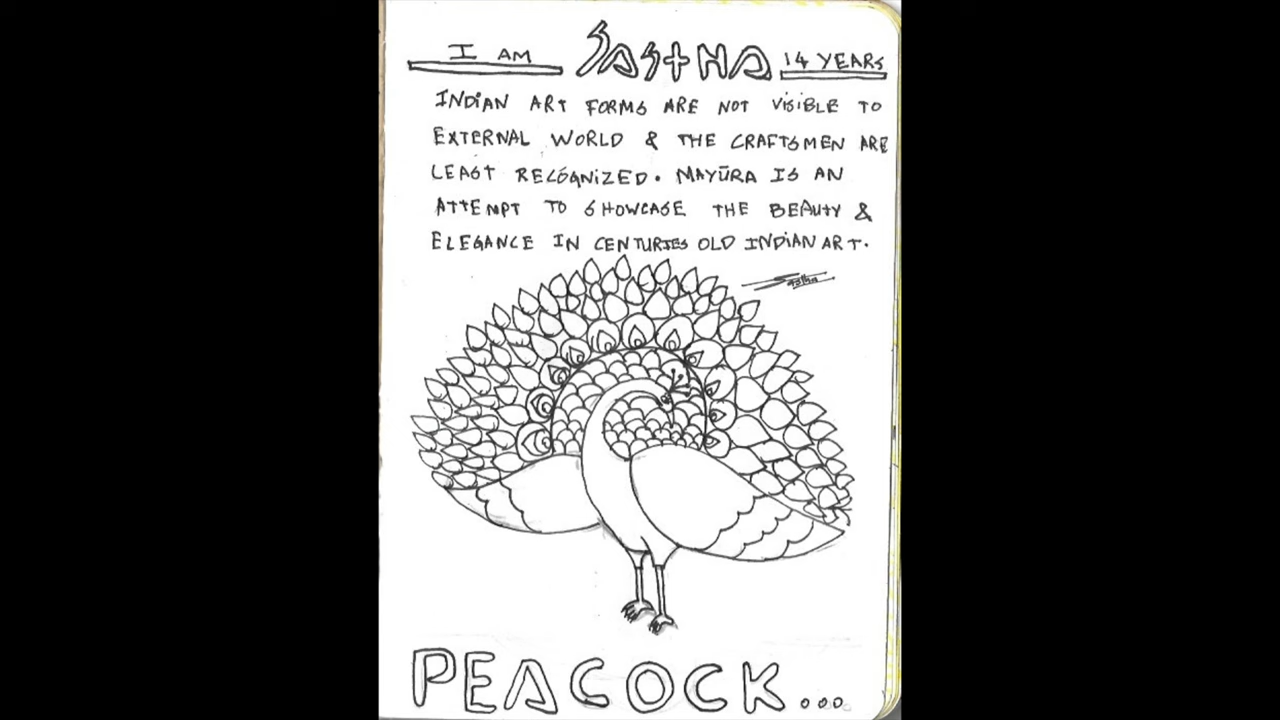 I AM SASTHA 14 YEARS
INDIAN ART FORMS ARE NOT VISIBLE TO
EXTERNAL WORLD & THE CRAFTSMEN ARE
LEAST RECOGNIZED. MAYŪRA IS AN
ATTEMPT TO SHOWCASE THE BEAUTY &
ELEGANCE IN CENTURIES OLD INDIAN ART.
Sastha
PEACOCK...